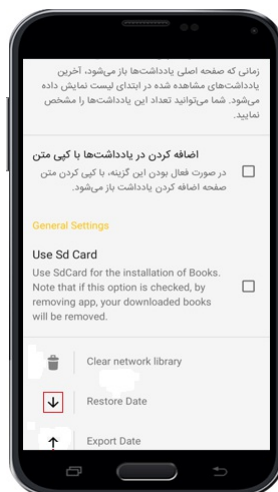 زمانی که صفحه اصلی یادداشت‌ها باز می‌شود، آخرین
یادداشت‌های مشاهده شده در ابتدای لیست نمایش داده
می‌شود. شما می‌توانید تعداد این یادداشت‌ها را مشخص
نمایید.
اضافه کردن در یادداشت‌ها با کپی متن
در صورت فعال بودن این گزینه، با کپی کردن متن
صفحه اضافه کردن یادداشت باز می‌شود.
General Settings
Use Sd Card
Use SdCard for the installation of Books.
Note that if this option is checked, by
removing app, your downloaded books
will be removed.
Clear network library
Restore Date
Export Date